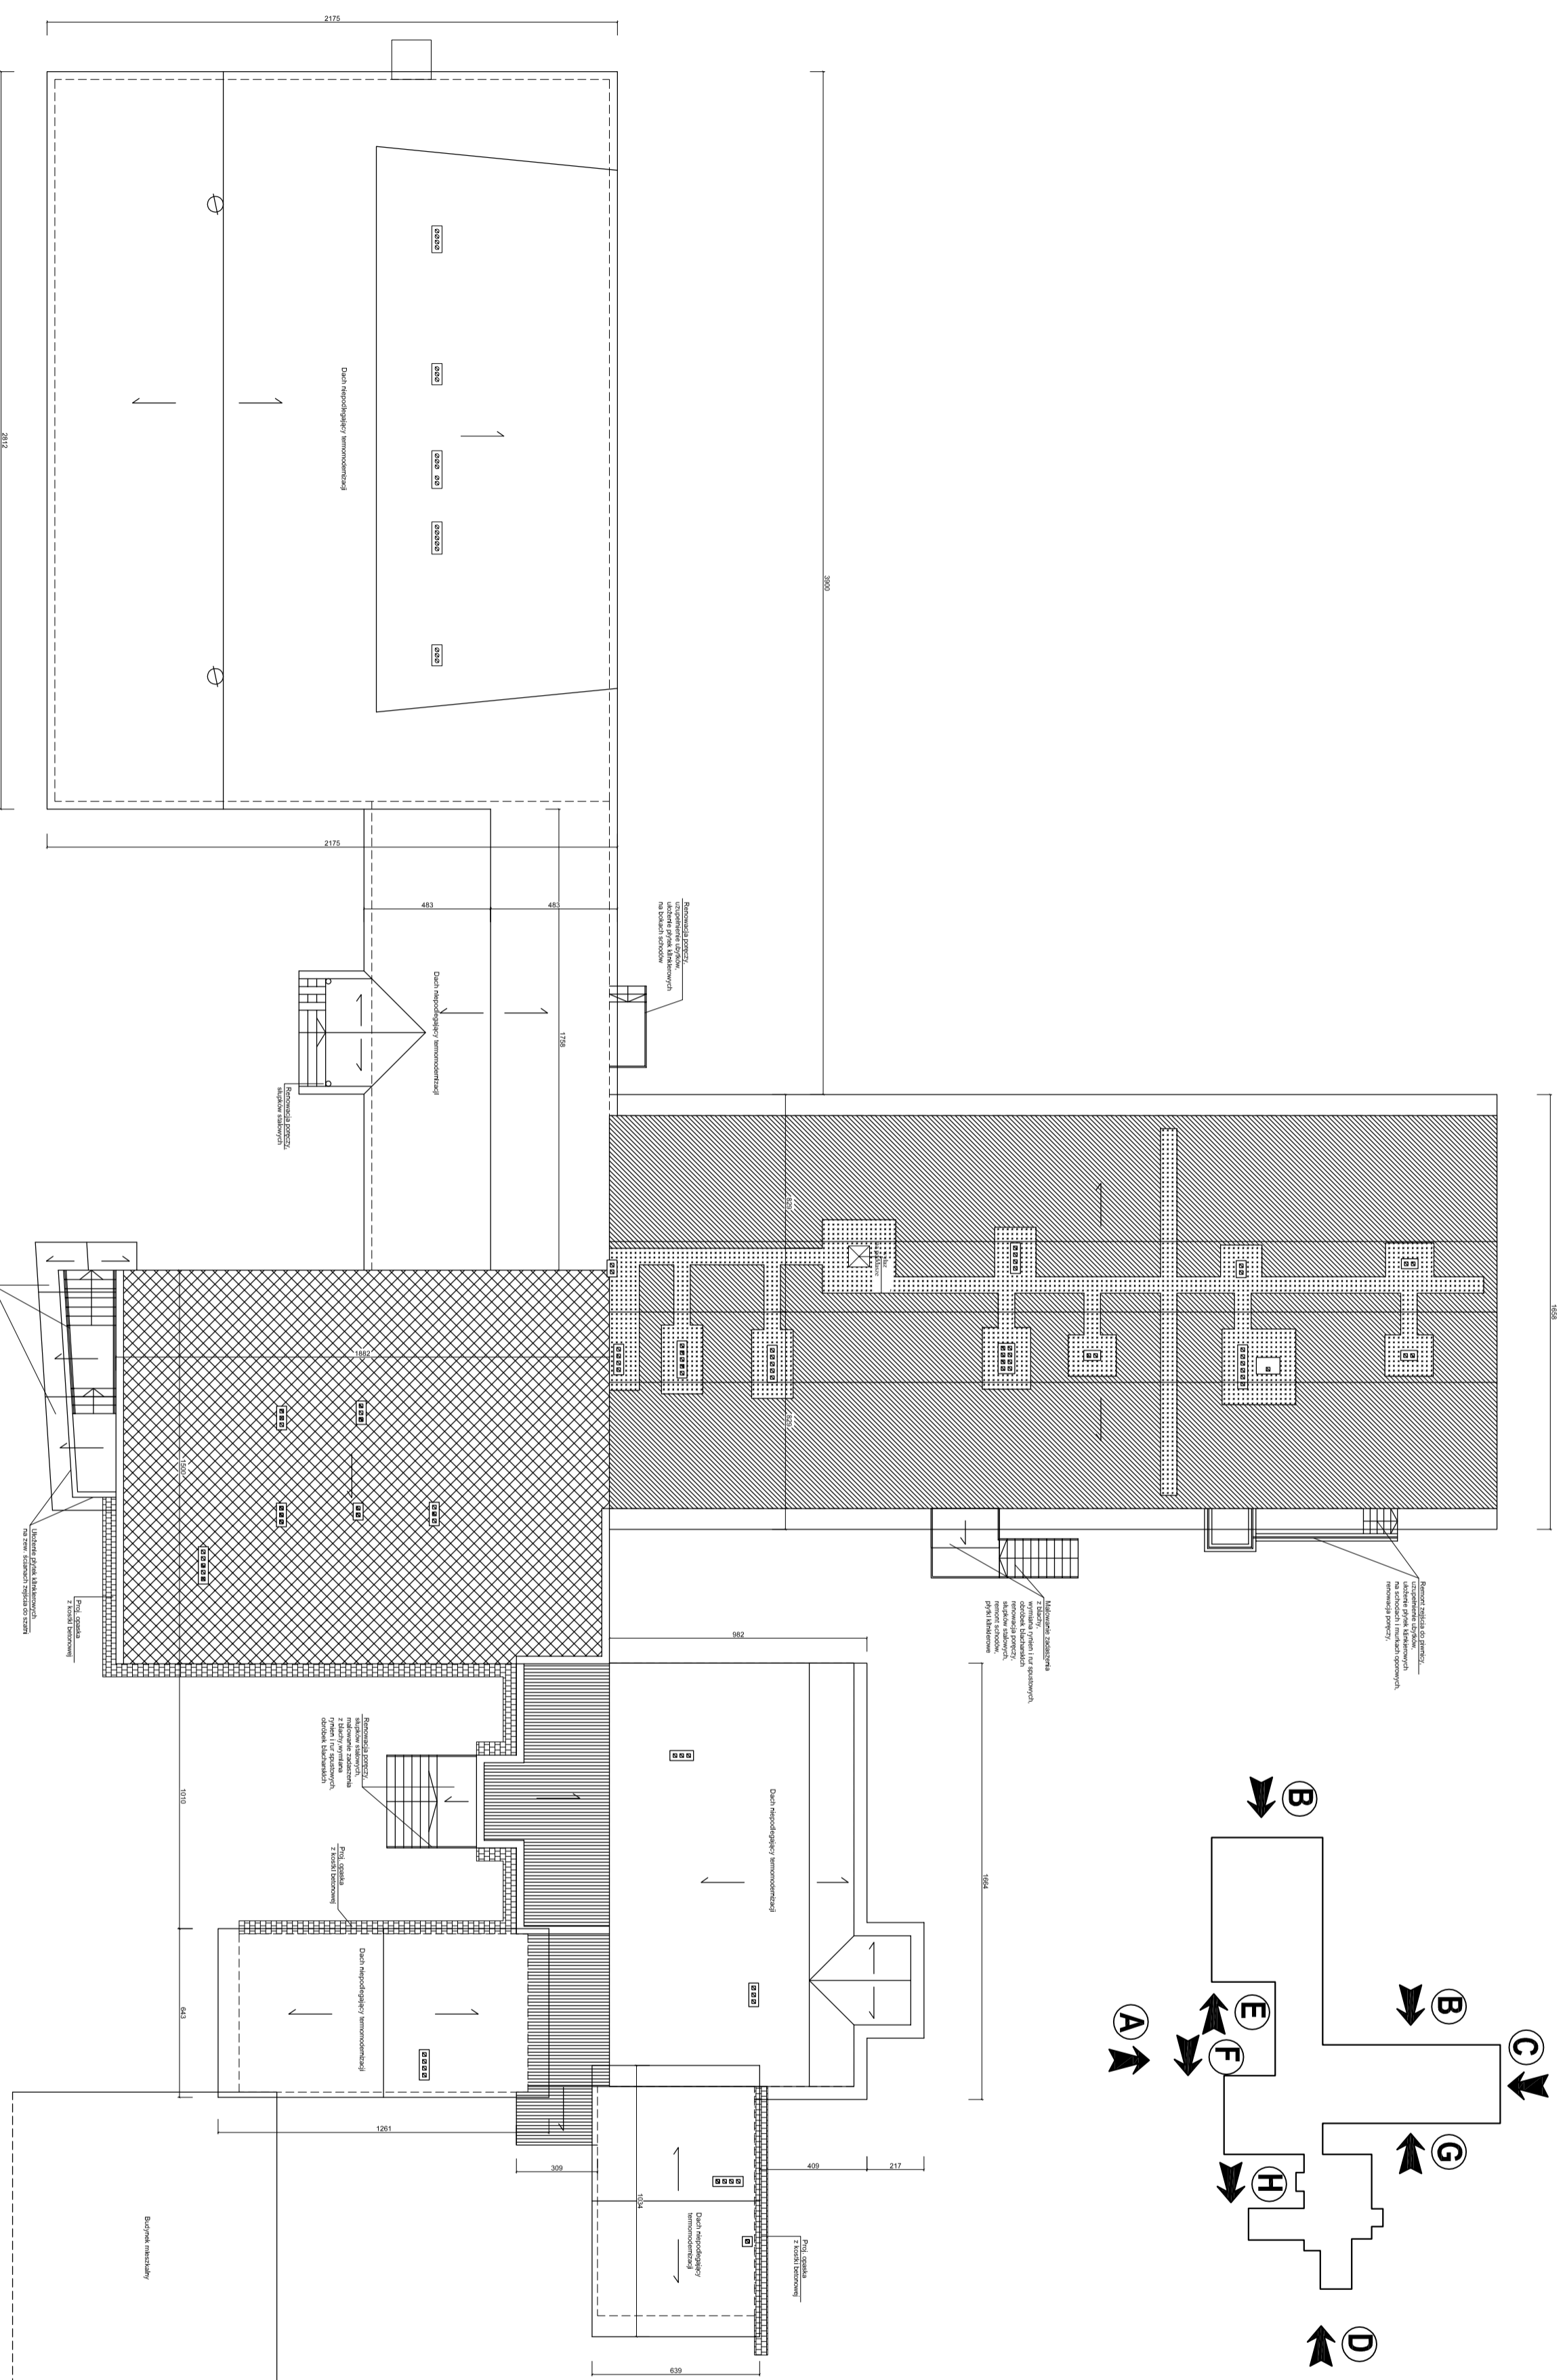 2175
2812
3900
2175
483
483
1758
1658
529
529
1882
1500
982
1664
1010
643
1261
309
1034
409
217
639
Dach niepodlegający termomodernizacji
Dach niepodlegający termomodernizacji
Renowacja poręczy,
uzupełnienie ubytków,
ułożenie płytek klinkierowych
na bokach schodów
Renowacja poręczy,
słupków stalowych
Remont zejścia do piwnicy,
uzupełnienie ubytków,
ułożenie płytek klinkierowych
na schodach i murkach oporowych,
renowacja poręczy,
Malowanie zadaszenia
z blachy,
wymiana rynien i rur spustowych,
obróbek blacharskich
renowacja poręczy,
słupków stalowych,
remont schodów,
płytki klinkierowe
Ułożenie płytek klinkierowych
na zew. ścianach zejścia do szatni
Proj. opaska
z kostki betonowej
Renowacja poręczy,
słupków stalowych,
malowanie zadaszenia
z blachy,wymiana
rynien i rur spustowych,
obróbek blacharskich
Proj. opaska
z kostki betonowej
Dach niepodlegający termomodernizacji
Dach niepodlegający termomodernizacji
Dach niepodlegający
termomodernizacji
Proj. opaska
z kostki betonowej
Budynek mieszkalny
B
B
C
E
A
F
G
H
D